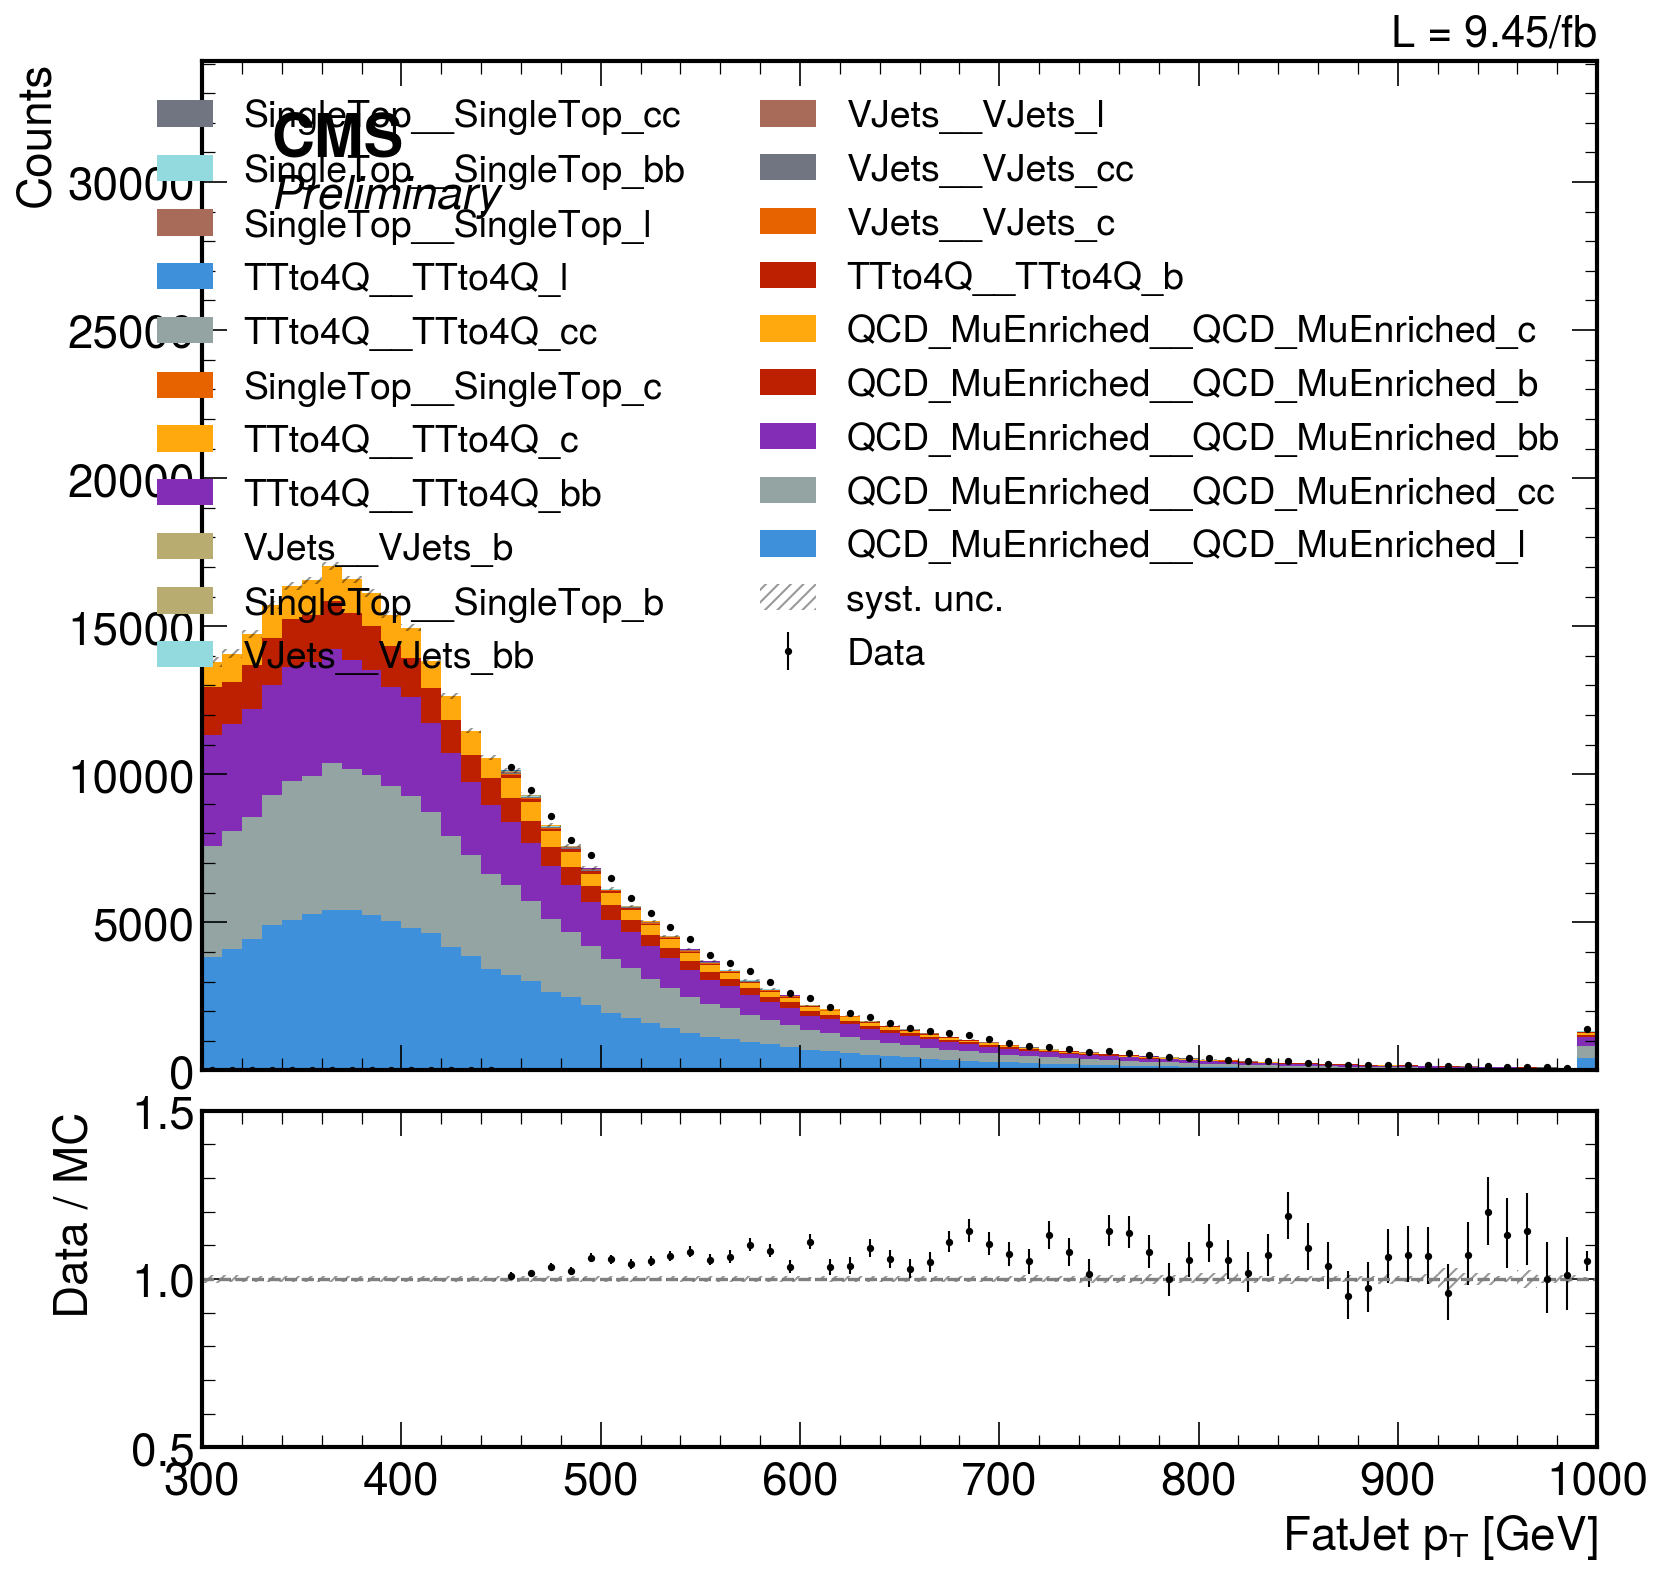 L = 9.45/fb
Counts
CMS
Preliminary
SingleTop__SingleTop_cc
SingleTop__SingleTop_bb
SingleTop__SingleTop_l
TTto4Q__TTto4Q_l
TTto4Q__TTto4Q_cc
SingleTop__SingleTop_c
TTto4Q__TTto4Q_c
TTto4Q__TTto4Q_bb
VJets__VJets_b
SingleTop__SingleTop_b
VJets__VJets_bb
VJets__VJets_l
VJets__VJets_cc
VJets__VJets_c
TTto4Q__TTto4Q_b
QCD_MuEnriched__QCD_MuEnriched_c
QCD_MuEnriched__QCD_MuEnriched_b
QCD_MuEnriched__QCD_MuEnriched_bb
QCD_MuEnriched__QCD_MuEnriched_cc
QCD_MuEnriched__QCD_MuEnriched_l
syst. unc.
Data
30000
25000
20000
15000
10000
5000
0
Data / MC
1.5
1.0
0.5
300 400 500 600 700 800 900 1000
FatJet pT [GeV]